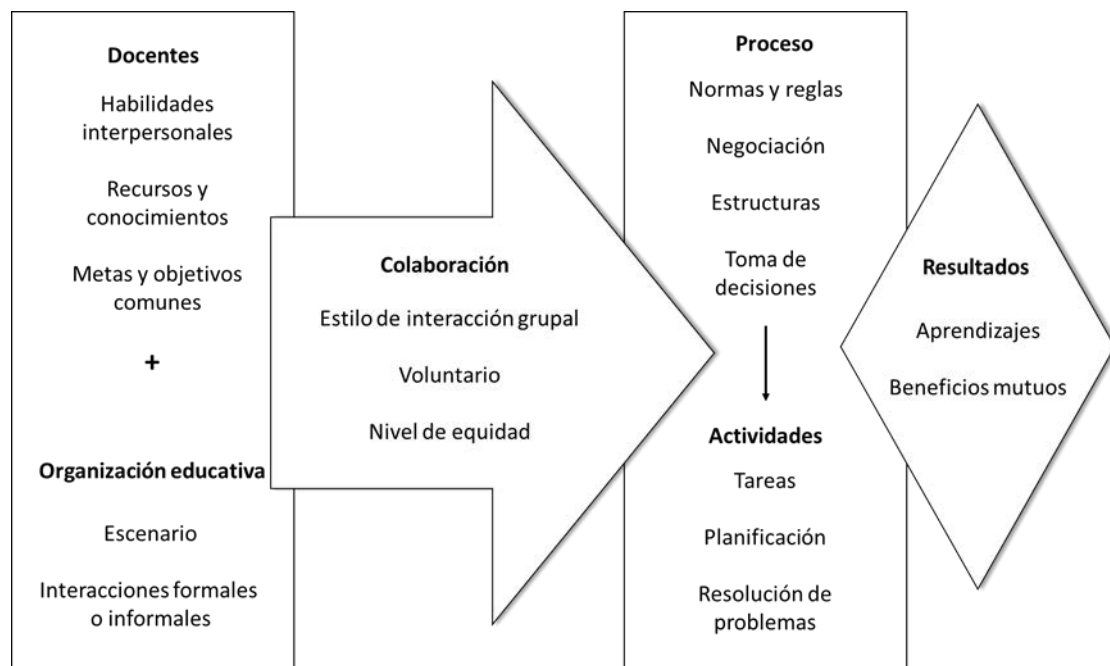 Docentes
Habilidades
interpersonales
Recursos y
conocimientos
Metas y objetivos
comunes
+
Organización educativa
Escenario
Interacciones formales
o informales
Colaboración
Estilo de interacción grupal
Voluntario
Nivel de equidad
Proceso
Normas y reglas
Negociación
Estructuras
Toma de
decisiones
Actividades
Tareas
Planificación
Resolución de
problemas
Resultados
Aprendizajes
Beneficios mutuos